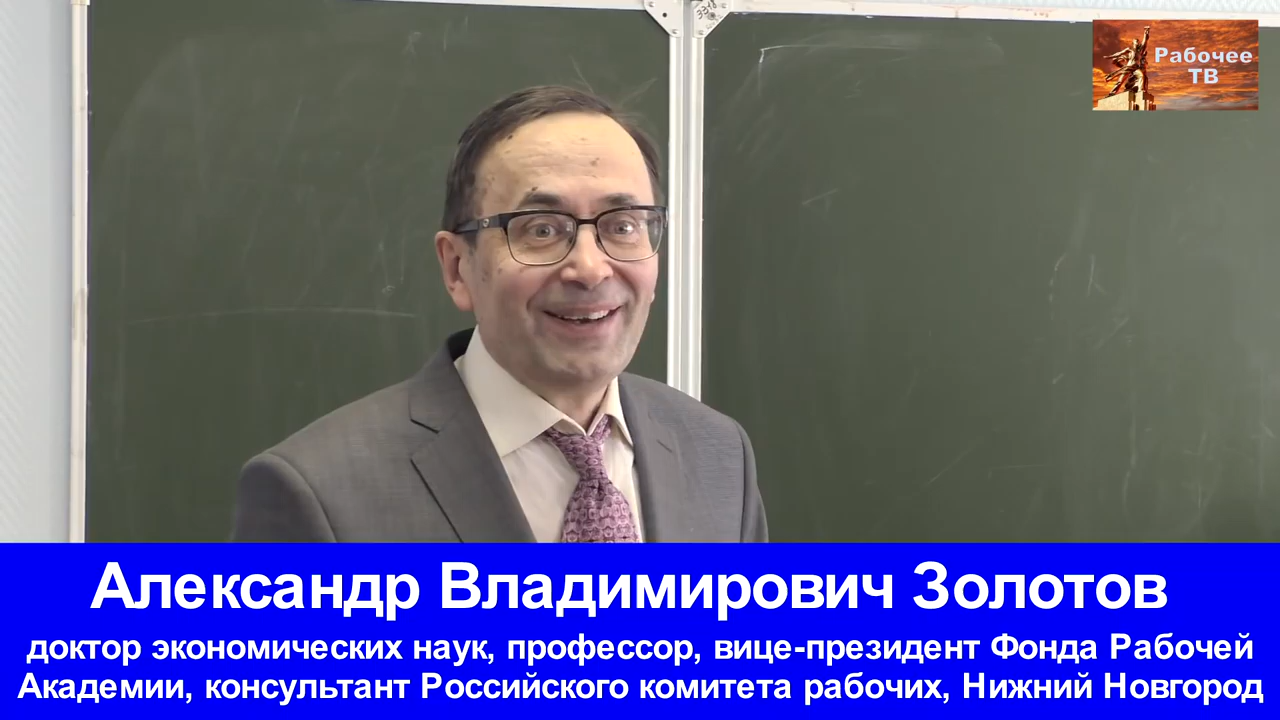 Рабочее
ТВ
Александр Владимирович Золотов
доктор экономических наук, профессор, вице-президент Фонда Рабочей
Академии, консультант Российского комитета рабочих, Нижний Новгород